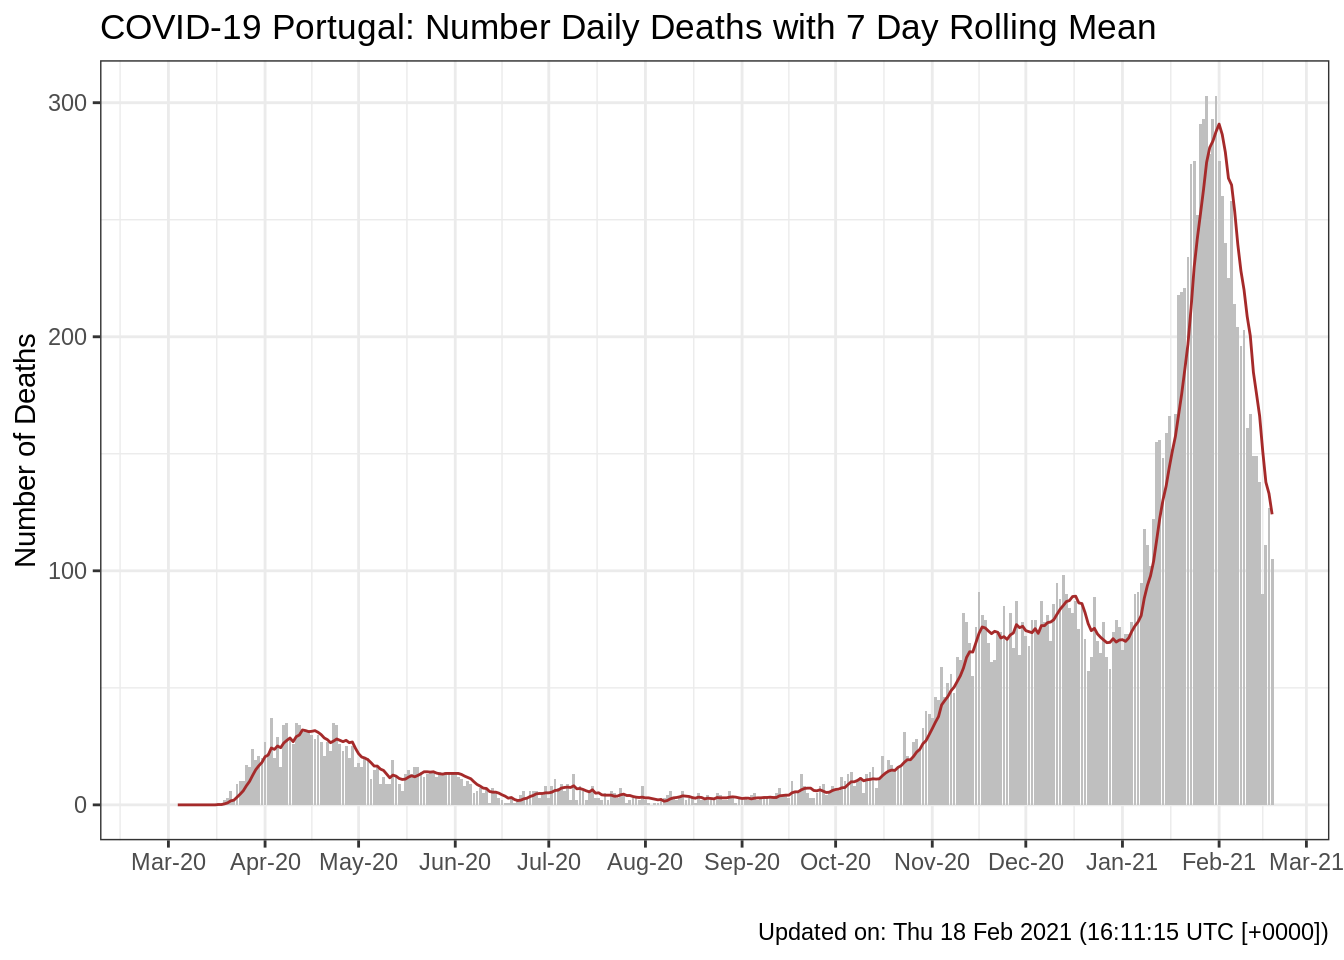 COVID-19 Portugal: Number Daily Deaths with 7 Day Rolling Mean
Number of Deaths
300
200
100
0
Mar-20 Apr-20 May-20 Jun-20 Jul-20 Aug-20 Sep-20 Oct-20 Nov-20 Dec-20 Jan-21 Feb-21 Mar-21
Updated on: Thu 18 Feb 2021 (16:11:15 UTC [+0000])